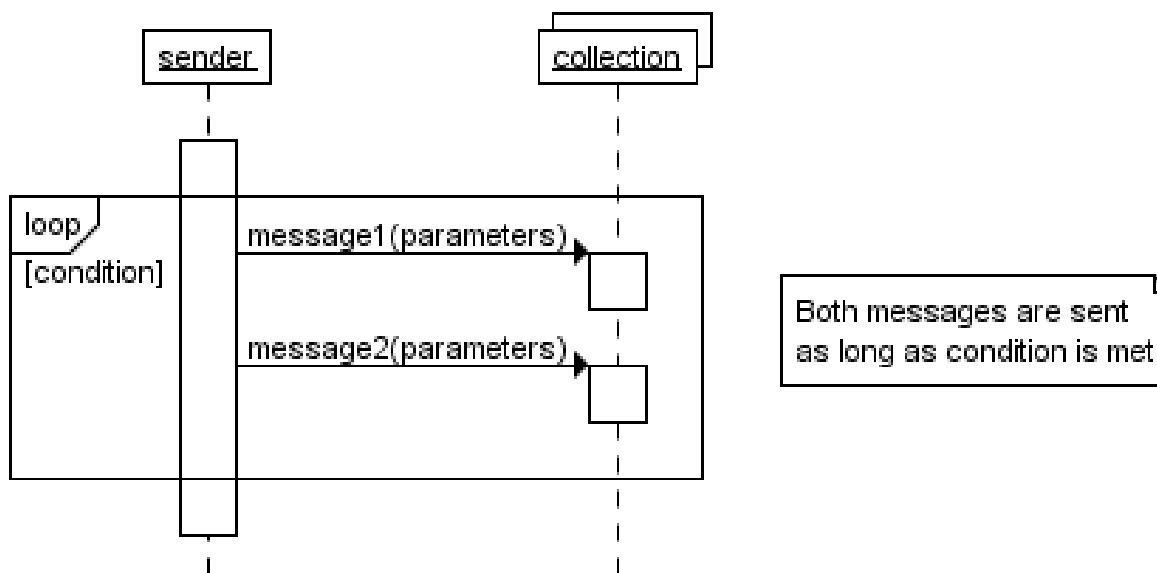 sender
collection
loop
[condition]
message1(parameters)
message2(parameters)
Both messages are sent
as long as condition is met